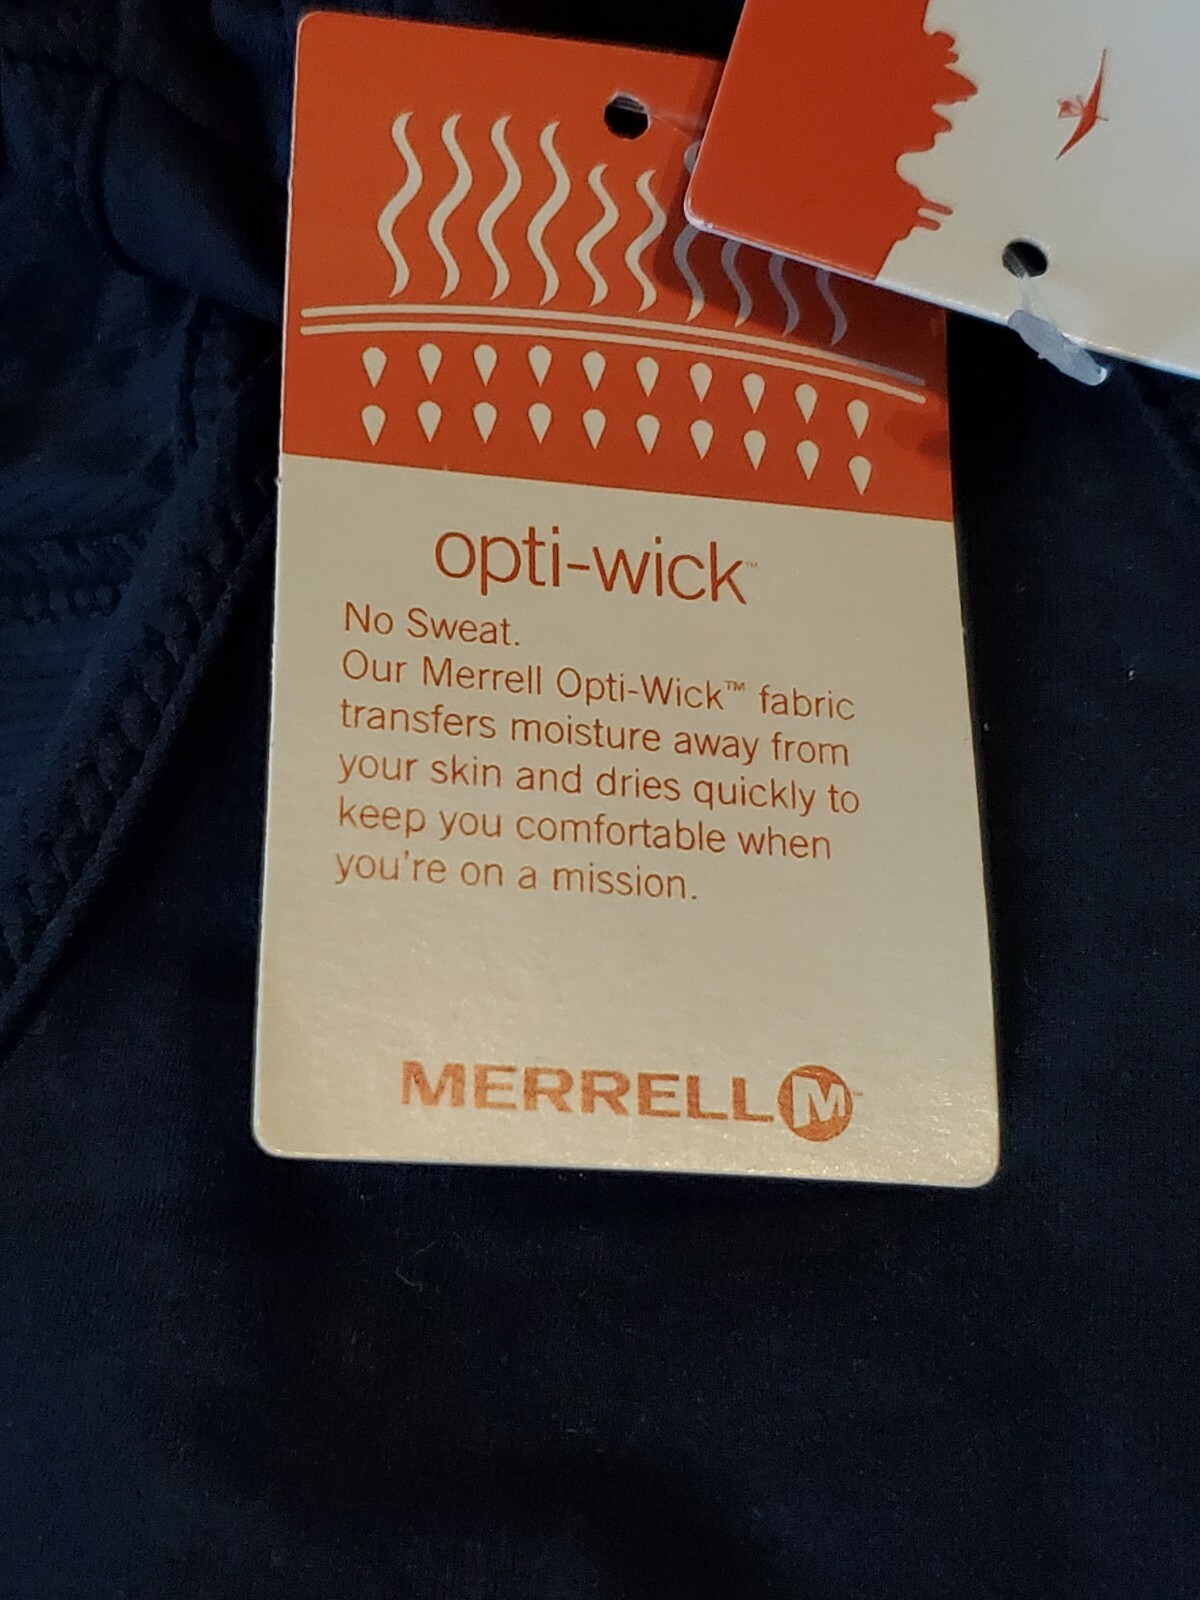 opti-wick™
No Sweat.
Our Merrell Opti-Wick™ fabric
transfers moisture away from
your skin and dries quickly to
keep you comfortable when
you're on a mission.
MERRELL M